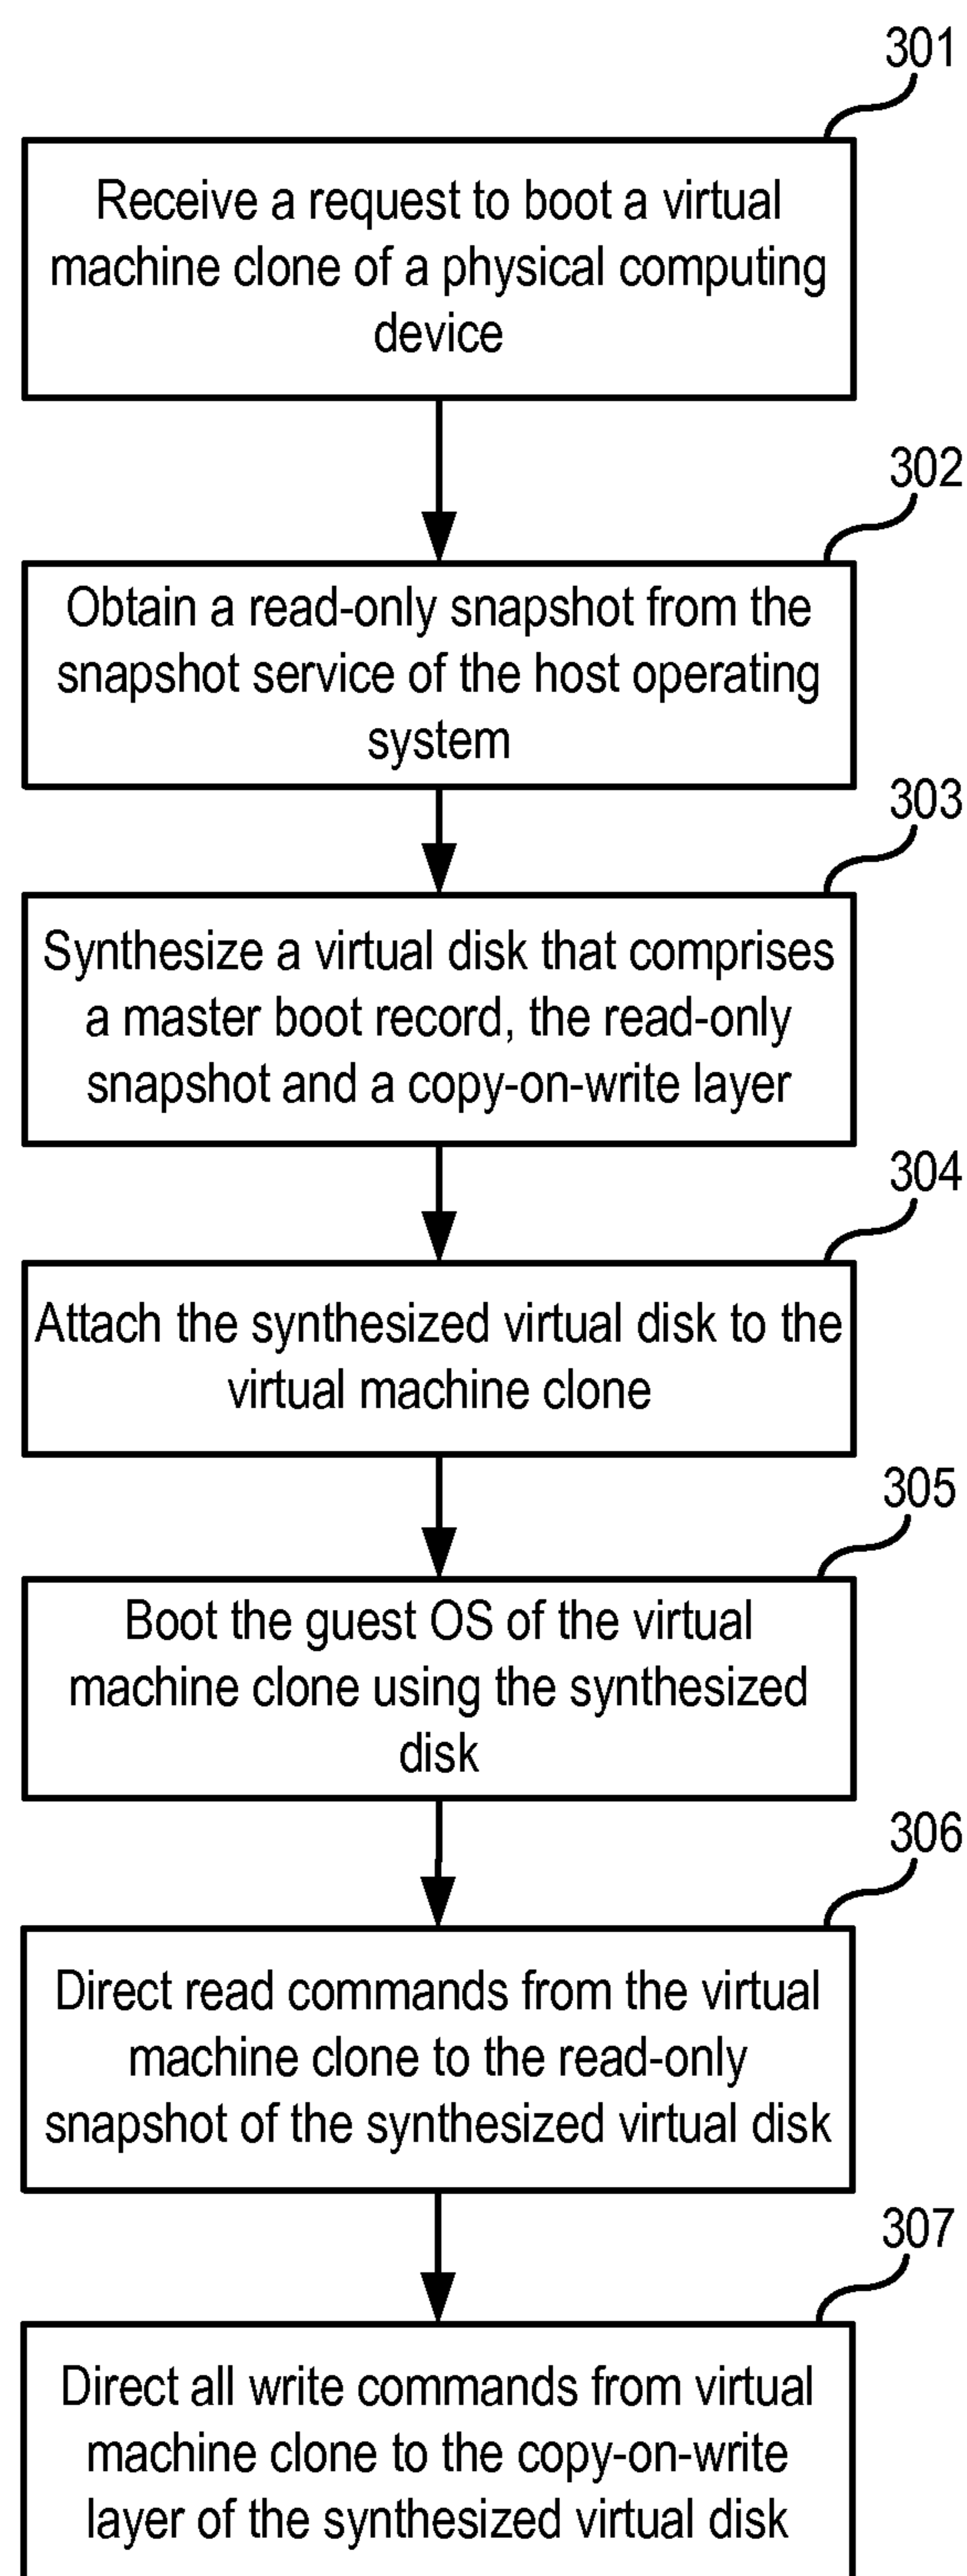 301
Receive a request to boot a virtual
machine clone of a physical computing
device
302
Obtain a read-only snapshot from the
snapshot service of the host operating
system
303
Synthesize a virtual disk that comprises
a master boot record, the read-only
snapshot and a copy-on-write layer
304
Attach the synthesized virtual disk to the
virtual machine clone
305
Boot the guest OS of the virtual
machine clone using the synthesized
disk
306
Direct read commands from the virtual
machine clone to the read-only
snapshot of the synthesized virtual disk
307
Direct all write commands from virtual
machine clone to the copy-on-write
layer of the synthesized virtual disk